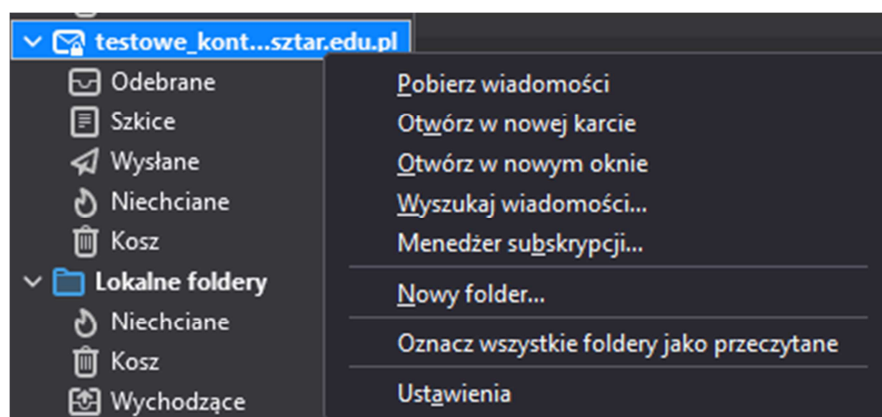 testowe_kont...sztar.edu.pl
Odebrane
Szkice
Wysłane
Niechciane
Kosz
Lokalne foldery
Niechciane
Kosz
Wychodzące
Pobierz wiadomości
Otwórz w nowej karcie
Otwórz w nowym oknie
Wyszukaj wiadomości...
Menedżer subskrypcji...
Nowy folder...
Oznacz wszystkie foldery jako przeczytane
Ustawienia